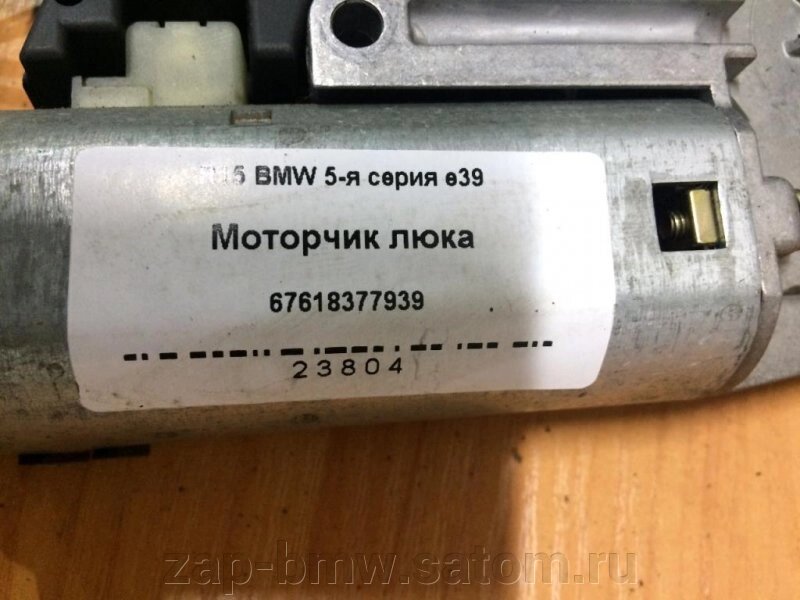 BMW 5-я серия е39
Моторчик люка
67618377939
23804
zap-bmw.satom.ru